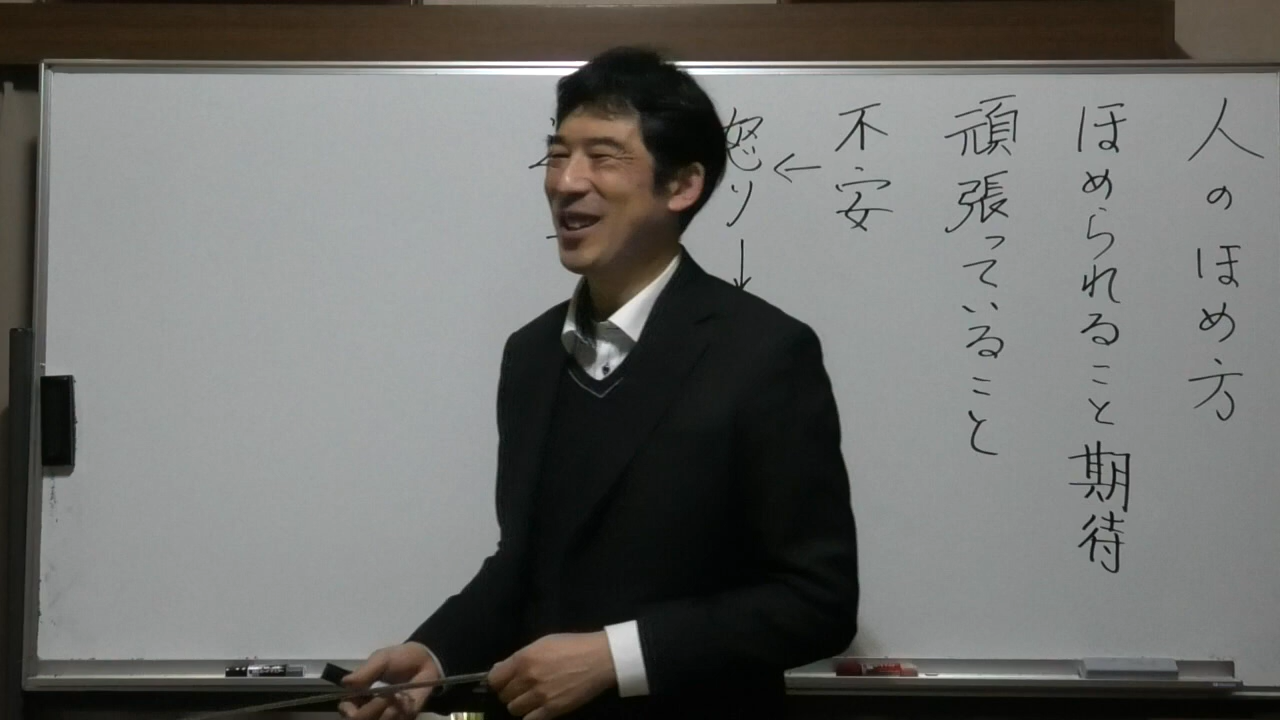 人のほめ方
ほめられること期待
頑張っていること
不安
←
怒り
↓